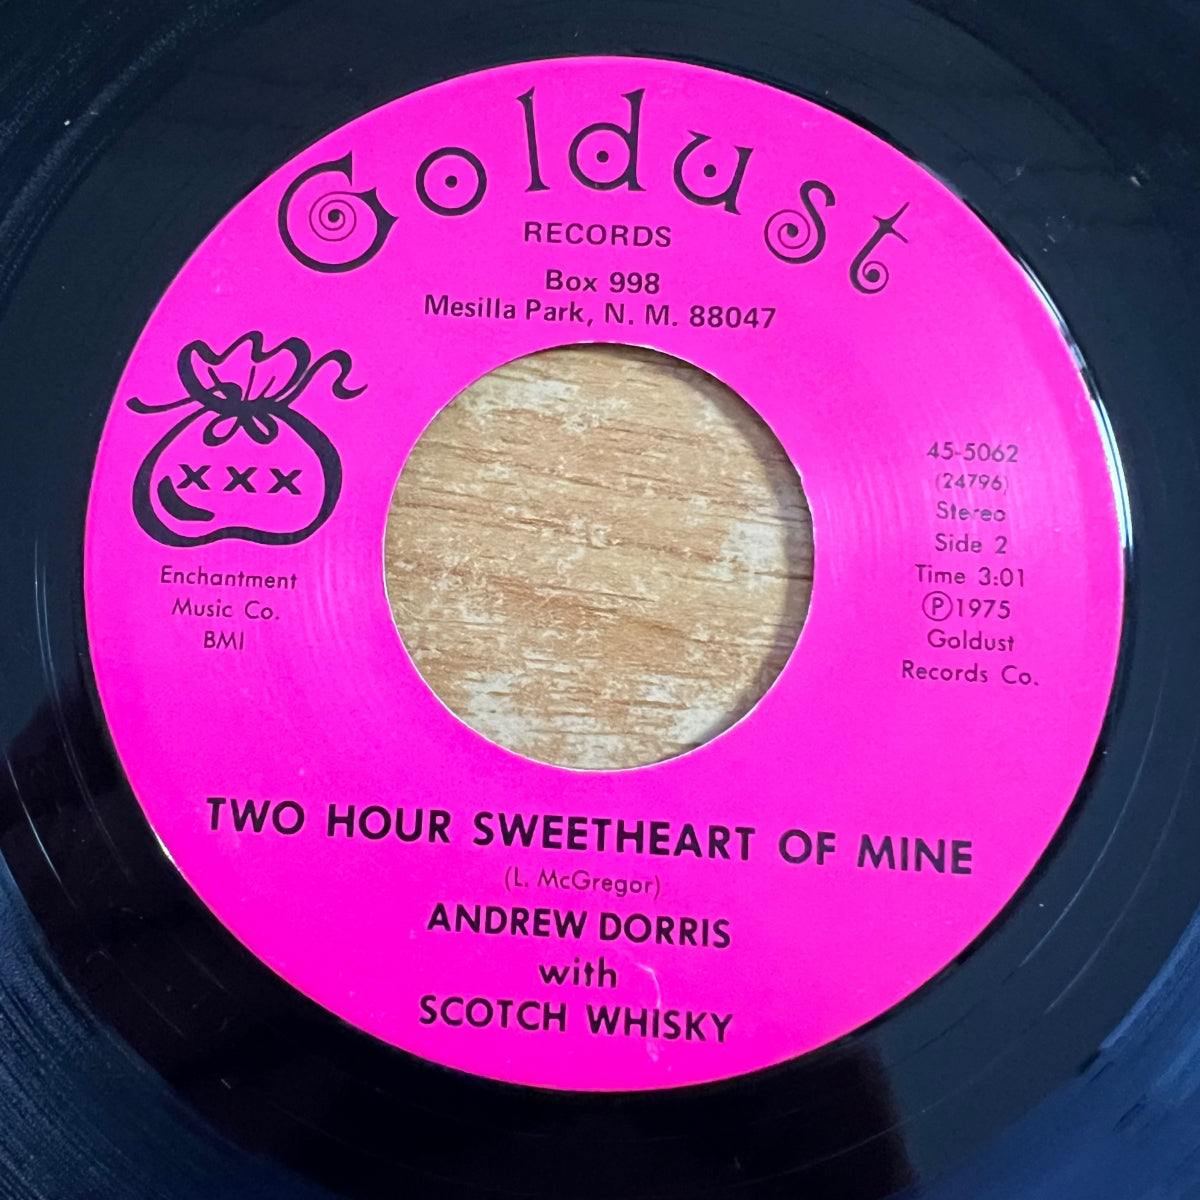 Goldust
RECORDS
Box 998
Mesilla Park, N. M. 88047
XXX
Enchantment
Music Co.
BMI
45-5062
(24796)
Stereo
Side 2
Time 3:01
Ⓟ1975
Goldust
Records Co.
TWO HOUR SWEETHEART OF MINE
(L. McGregor)
ANDREW DORRIS
with
SCOTCH WHISKY